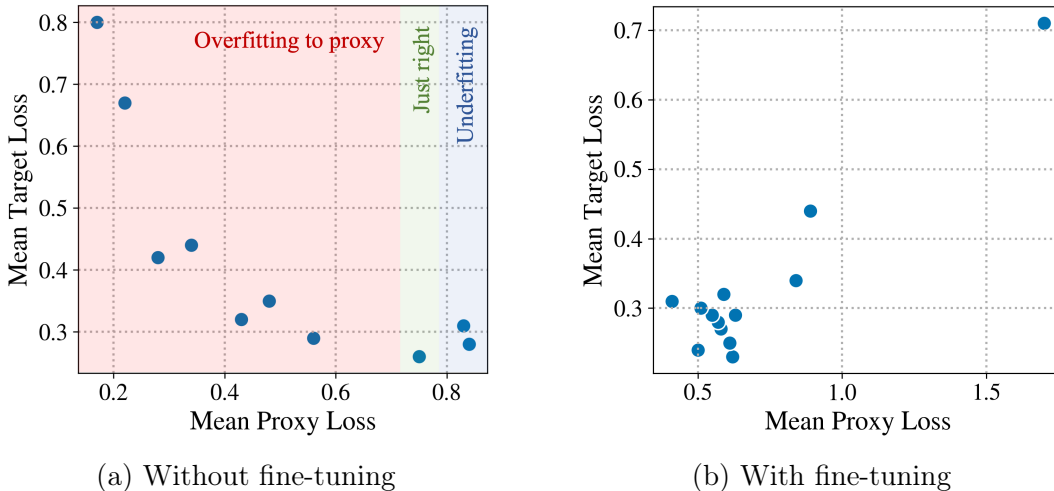 Overfitting to proxy
Just right
Underfitting
Mean Target Loss
0.8
0.7
0.6
0.5
0.4
0.3
0.2
0.4
0.6
0.8
Mean Proxy Loss
(a) Without fine-tuning
Mean Target Loss
0.7
0.6
0.5
0.4
0.3
0.5
1.0
1.5
Mean Proxy Loss
(b) With fine-tuning